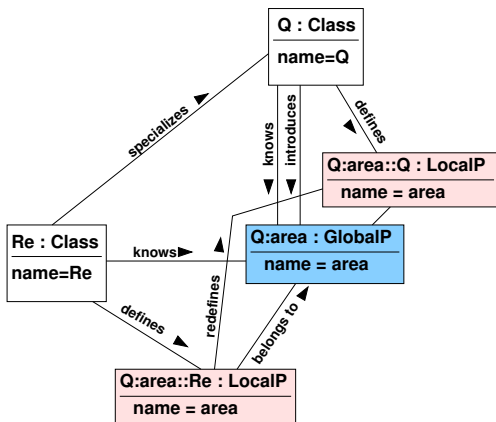 Q : Class
name=Q
specializes
knows
introduces
defines
Q:area::Q : LocalP
name = area
Re : Class
name=Re
knows
redefines
Q:area : GlobalP
name = area
defines
belongs to
Q:area::Re : LocalP
name = area